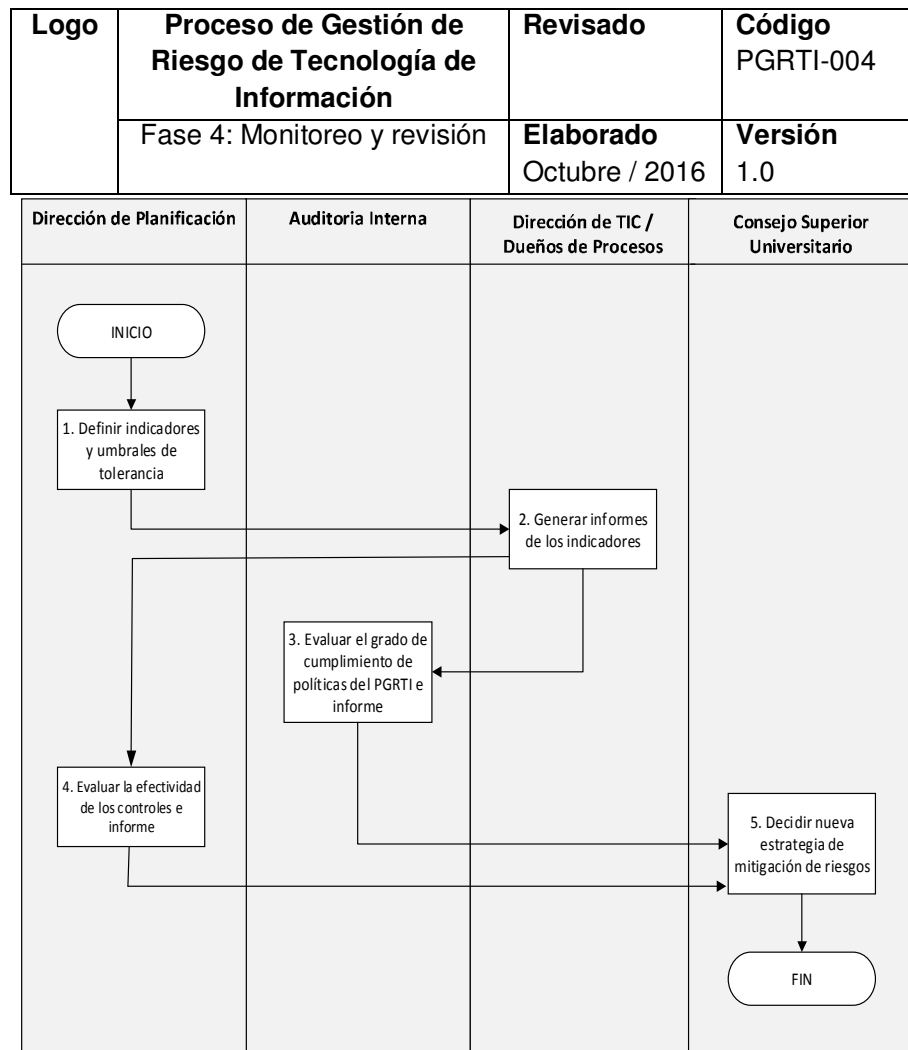 Logo
Proceso de Gestión de
Riesgo de Tecnología de
Información
Revisado
Código
PGRTI-004
Fase 4: Monitoreo y revisión
Elaborado
Octubre / 2016
Versión
1.0
Dirección de Planificación
Auditoria Interna
Dirección de TIC /
Dueños de Procesos
Consejo Superior
Universitario
INICIO
1. Definir indicadores
y umbrales de
tolerancia
2. Generar informes
de los indicadores
3. Evaluar el grado de
cumplimiento de
políticas del PGRTI e
informe
4. Evaluar la efectividad
de los controles e
informe
5. Decidir nueva
estrategia de
mitigación de riesgos
FIN